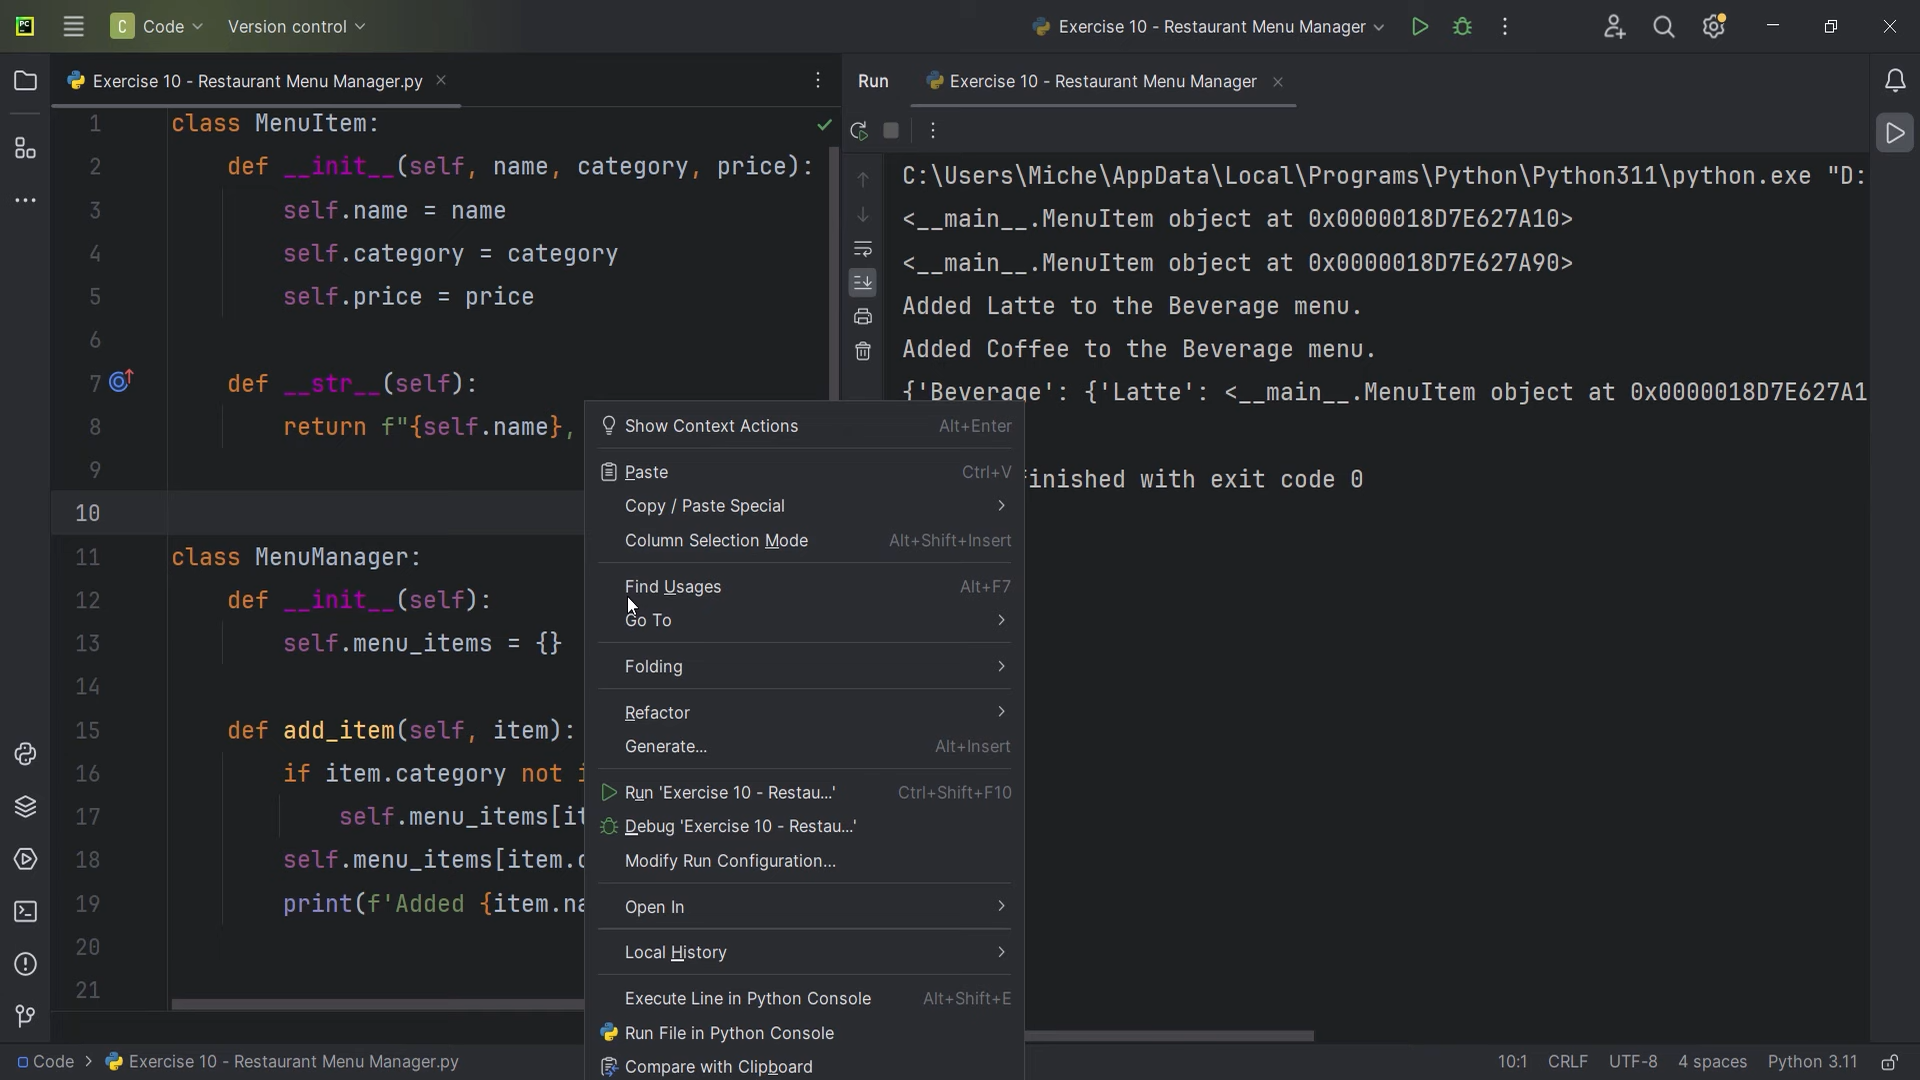 PC
C Code
Version control
Exercise 10 - Restaurant Menu Manager
Exercise 10 - Restaurant Menu Manager.py
1 class MenuItem:
2 def __init__(self, name, category, price):
3 self.name = name
4 self.category = category
5 self.price = price
6
7 def __str__(self):
8 return f"{self.name},
9
10
11 class MenuManager:
12 def __init__(self):
13 self.menu_items = {}
14
15 def add_item(self, item):
16 if item.category not i
17 self.menu_items[it
18 self.menu_items[item.c
19 print(f'Added {item.na
20
21
Run
Exercise 10 - Restaurant Menu Manager
C:\Users\Miche\AppData\Local\Programs\Python\Python311\python.exe "D:
<__main__.MenuItem object at 0x0000018D7E627A10>
<__main__.MenuItem object at 0x0000018D7E627A90>
Added Latte to the Beverage menu.
Added Coffee to the Beverage menu.
{'Beverage': {'Latte': <__main__.MenuItem object at 0x0000018D7E627A1
finished with exit code 0
Show Context Actions Alt+Enter
Paste Ctrl+V
Copy / Paste Special
Column Selection Mode Alt+Shift+Insert
Find Usages Alt+F7
Go To
Folding
Refactor
Generate... Alt+Insert
Run 'Exercise 10 - Restau...' Ctrl+Shift+F10
Debug 'Exercise 10 - Restau...'
Modify Run Configuration...
Open In
Local History
Execute Line in Python Console Alt+Shift+E
Run File in Python Console
Compare with Clipboard
Code > Exercise 10 - Restaurant Menu Manager.py
10:1 CRLF UTF-8 4 spaces Python 3.11